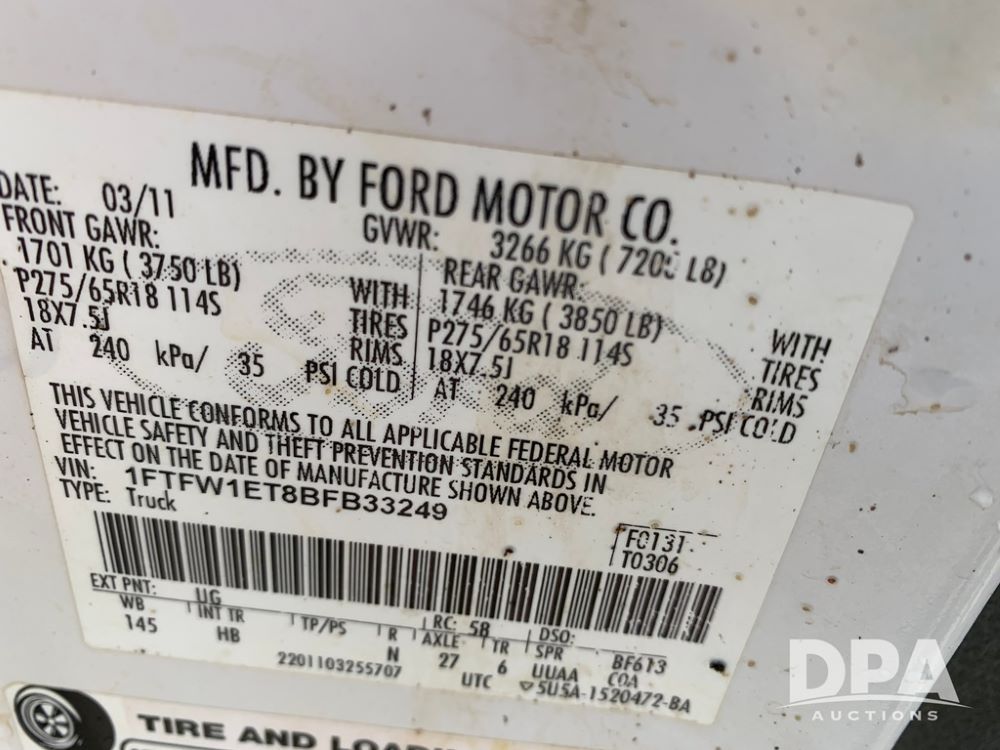 MFD. BY FORD MOTOR CO.
DATE: 03/11 GVWR: 3266 KG ( 7200 LB)
FRONT GAWR: REAR GAWR:
1701 KG ( 3750 LB) WITH 1746 KG ( 3850 LB) WITH
P275/65R18 114S TIRES P275/65R18 114S TIRES
18X7.5J RIMS 18X7.5J RIMS
AT 240 kPa/ 35 PSI COLD AT 240 kPa/ 35 PSI COLD
THIS VEHICLE CONFORMS TO ALL APPLICABLE FEDERAL MOTOR
VEHICLE SAFETY AND THEFT PREVENTION STANDARDS IN
EFFECT ON THE DATE OF MANUFACTURE SHOWN ABOVE.
VIN: 1FTFW1ET8BFB33249
TYPE: Truck
F0131
T0306
EXT PNT: UG RC: 58 DSO:
WB INT TR TP/PS R AXLE TR SPR BF613
145 HB N 27 6 UUAA COA
2201103255707 UTC 5U5A-1520472-BA
TIRE AND LOADING
DPA
AUCTIONS